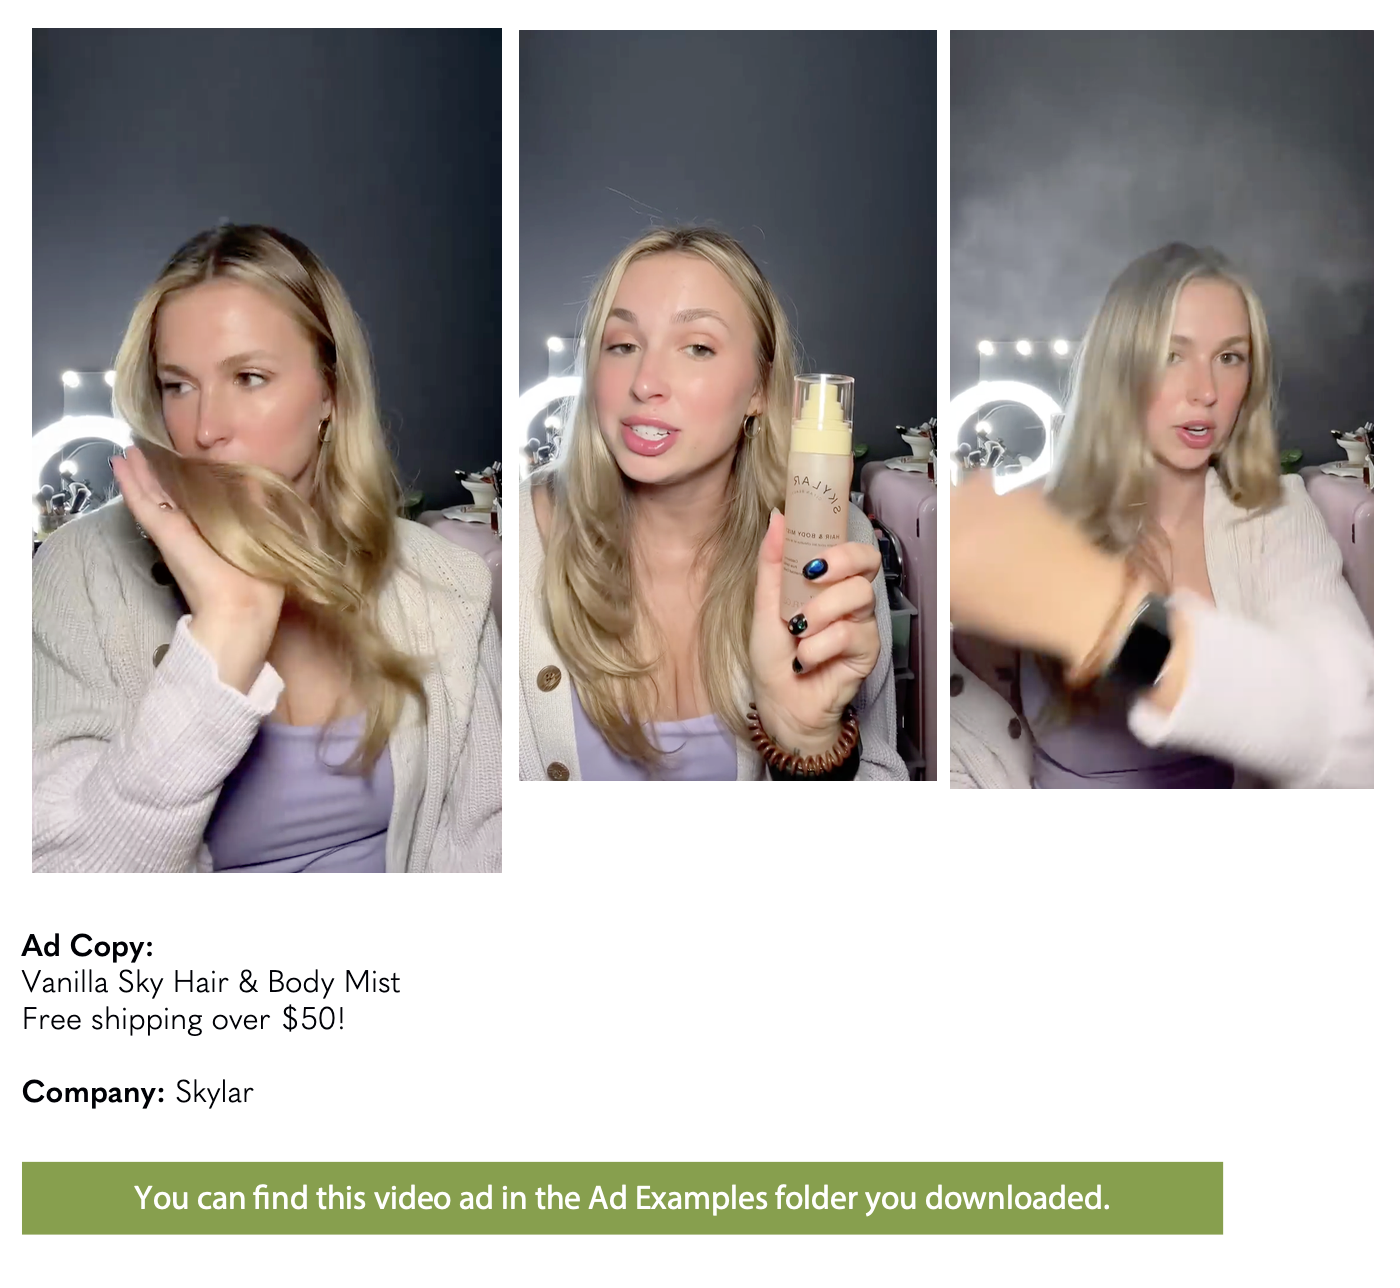 SKYLAR
HAIR & BODY MIST
Ad Copy:
Vanilla Sky Hair & Body Mist
Free shipping over $50!
Company: Skylar
You can find this video ad in the Ad Examples folder you downloaded.